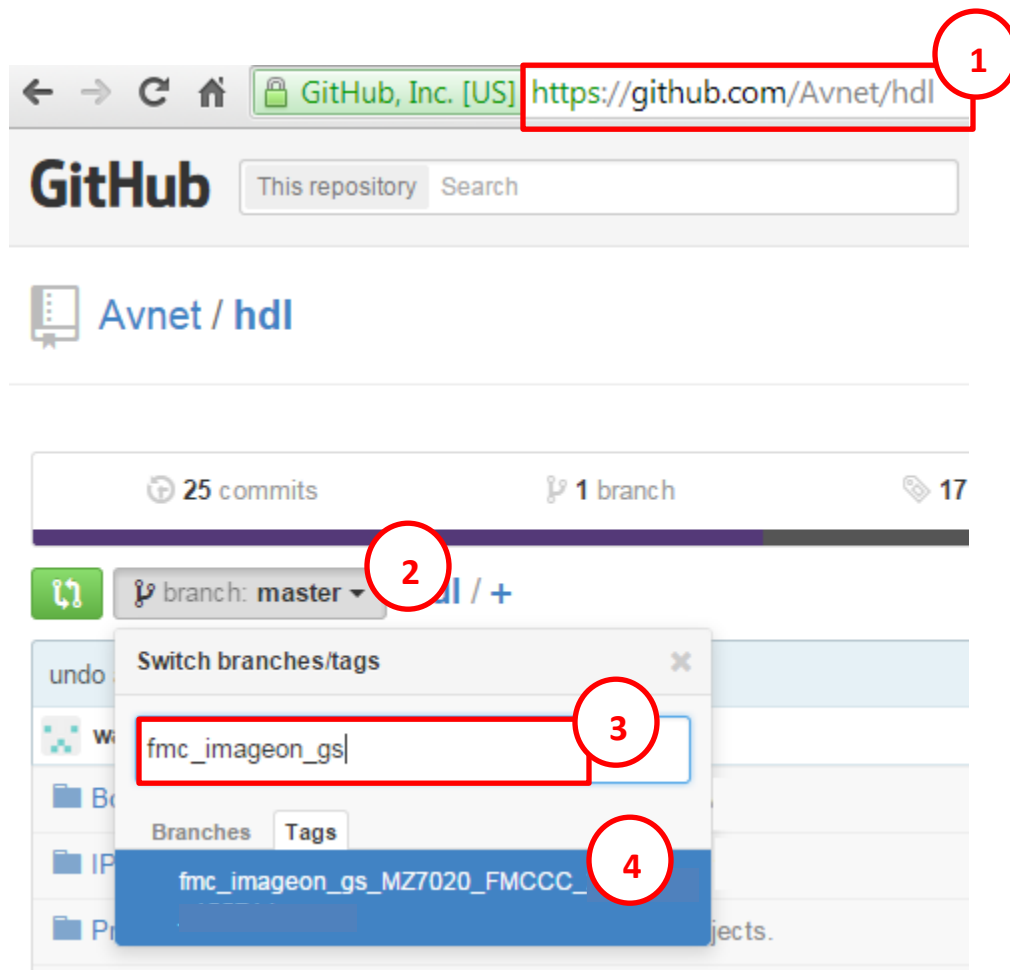 1
GitHub, Inc. [US] https://github.com/Avnet/hdl
GitHub This repository Search
Avnet / hdl
25 commits 1 branch 17
2
branch: master / +
Switch branches/tags
undo
3
fmc_imageon_gs
Branches Tags
4
IP
fmc_imageon_gs_MZ7020_FMCCC_
jects.